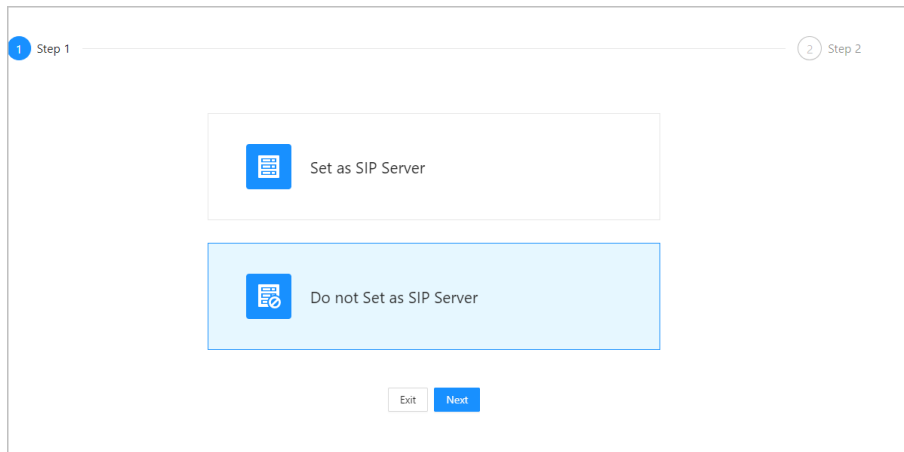 1 Step 1
2 Step 2
Set as SIP Server
Do not Set as SIP Server
Exit Next